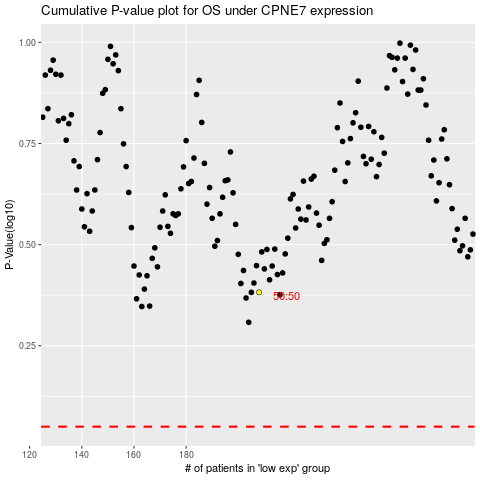 Cumulative P-value plot for OS under CPNE7 expression
P-Value(log10)
1.00
0.75
0.50
0.25
50:50
120 140 160 180
# of patients in 'low exp' group